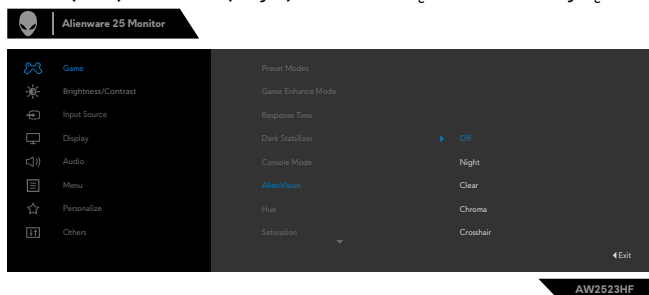 Alienware 25 Monitor
Game
Preset Modes
Brightness/Contrast
Game Enhance Mode
Input Source
Response Time
Display
Dark Stabilizer
Off
Audio
Console Mode
Night
Menu
AlienVision
Clear
Personalize
Hue
Chroma
Others
Saturation
Crosshair
Exit
AW2523HF